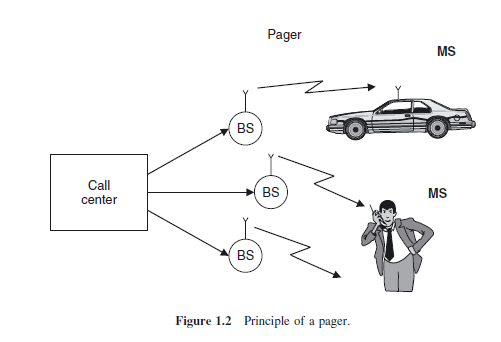 Pager
MS
BS
Call
center
BS
MS
BS
Figure 1.2 Principle of a pager.